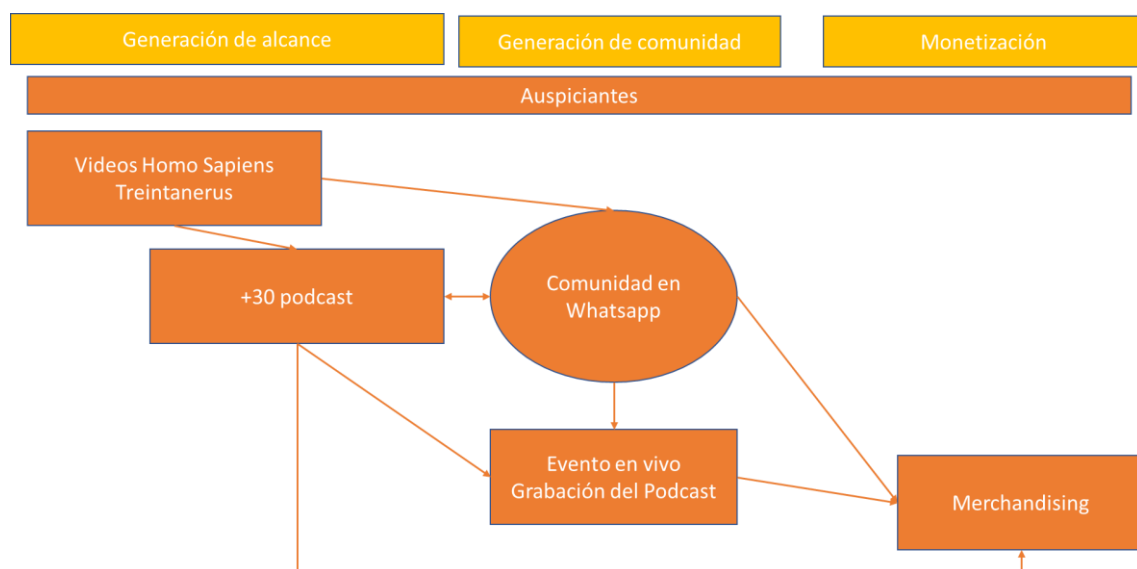 Generación de alcance
Generación de comunidad
Monetización
Auspiciantes
Videos Homo Sapiens
Treintanerus
+30 podcast
Comunidad en
Whatsapp
Evento en vivo
Grabación del Podcast
Merchandising